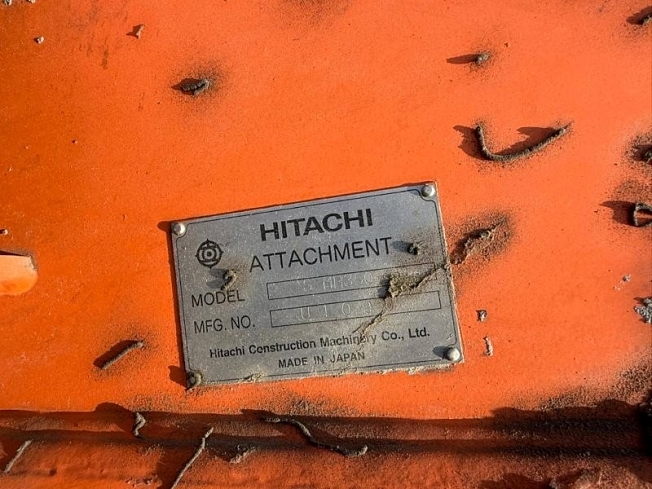 HITACHI
ATTACHMENT
MODEL
MFG. NO.
Hitachi Construction Machinery Co., Ltd.
MADE IN JAPAN